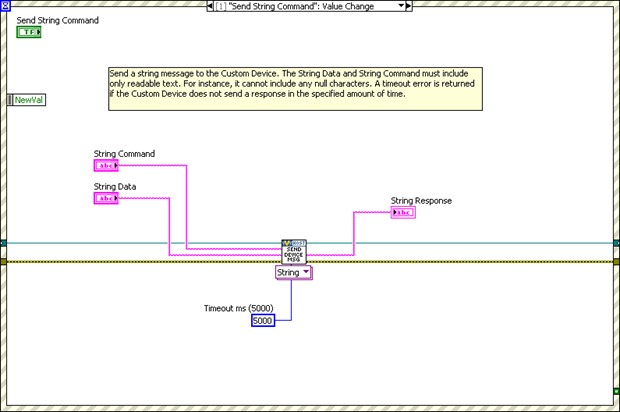 [1] "Send String Command": Value Change
Send String Command
TF
Send a string message to the Custom Device. The String Data and String Command must include
only readable text. For instance, it cannot include any null characters. A timeout error is returned
if the Custom Device does not send a response in the specified amount of time.
NewVal
String Command
abc
String Data
abc
String Response
abc
SEND
DEVICE
MSG
String
Timeout ms (5000)
5000